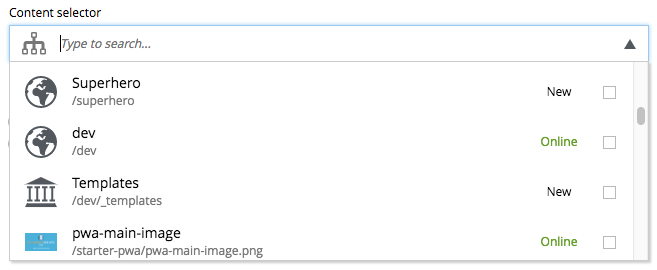 Content selector
Type to search...
Superhero
/superhero
New
dev
/dev
Online
Templates
/dev/_templates
New
pwa-main-image
/starter-pwa/pwa-main-image.png
Online